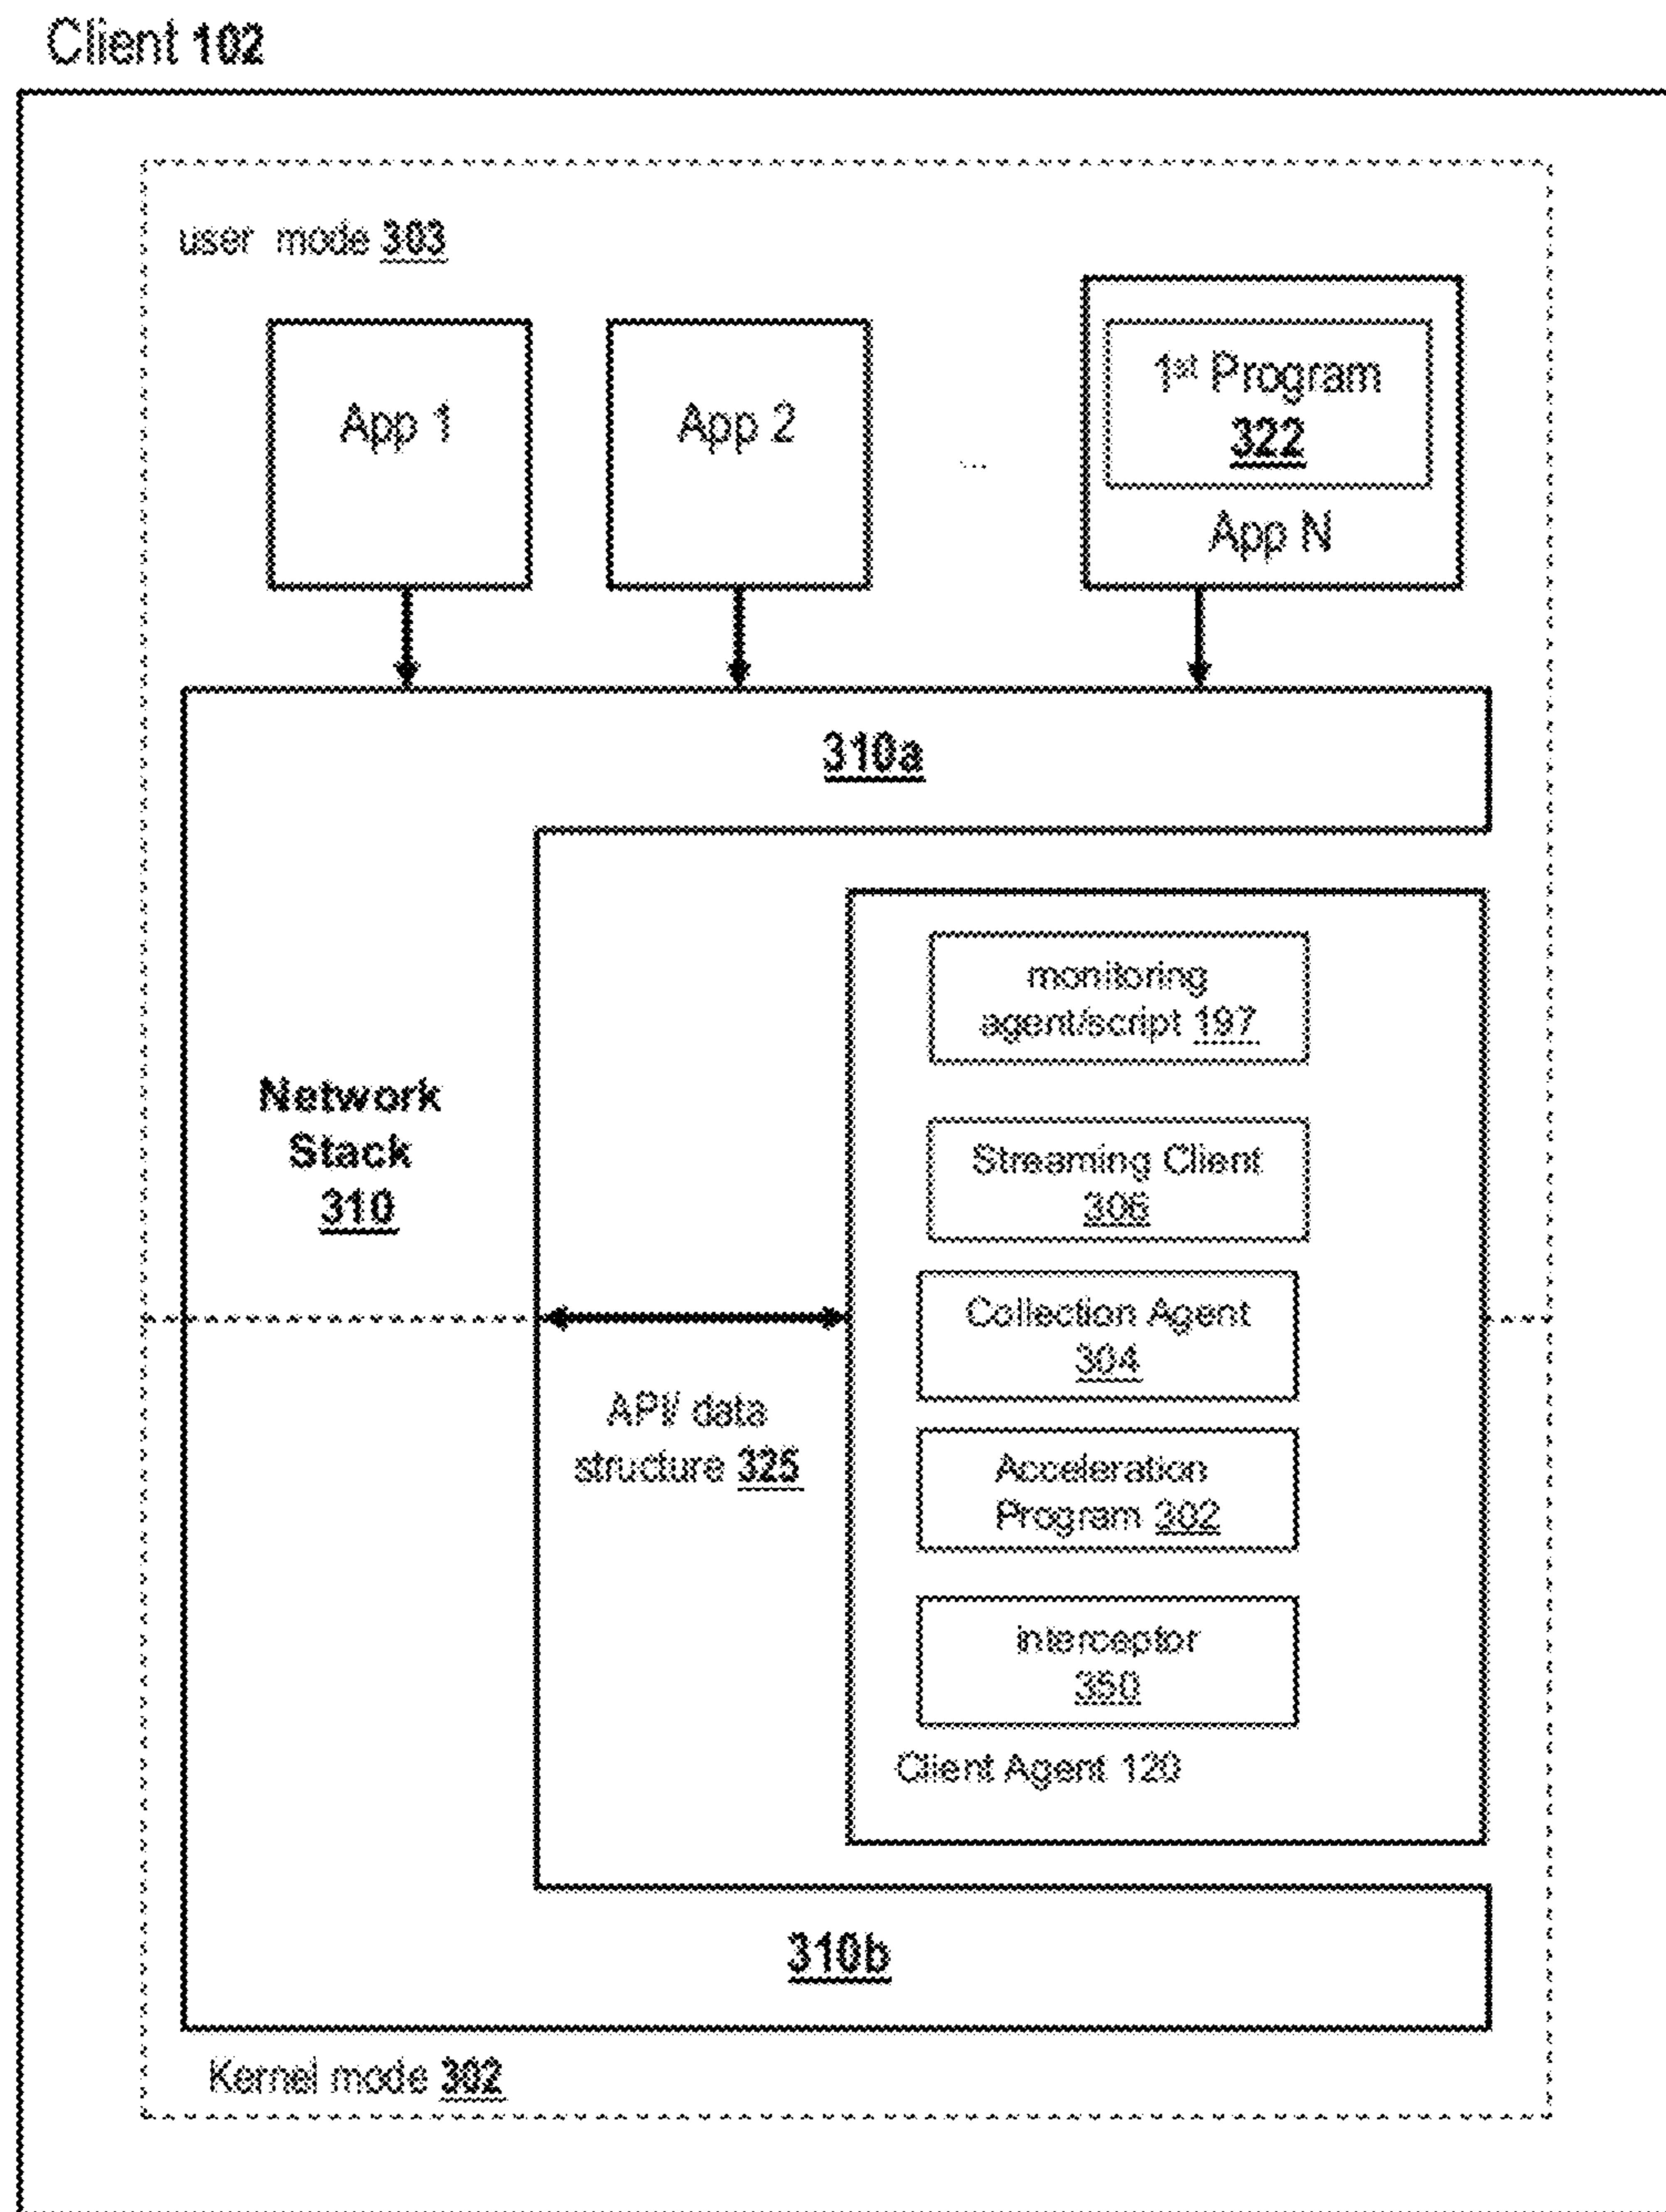 Client 102
user mode 303
App 1
App 2
...
1st Program
322
App N
310a
Network
Stack
310
monitoring
agent/script 197
Streaming Client
306
Collection Agent
304
API/ data
structure 325
Acceleration
Program 302
interceptor
350
Client Agent 120
310b
Kernel mode 302